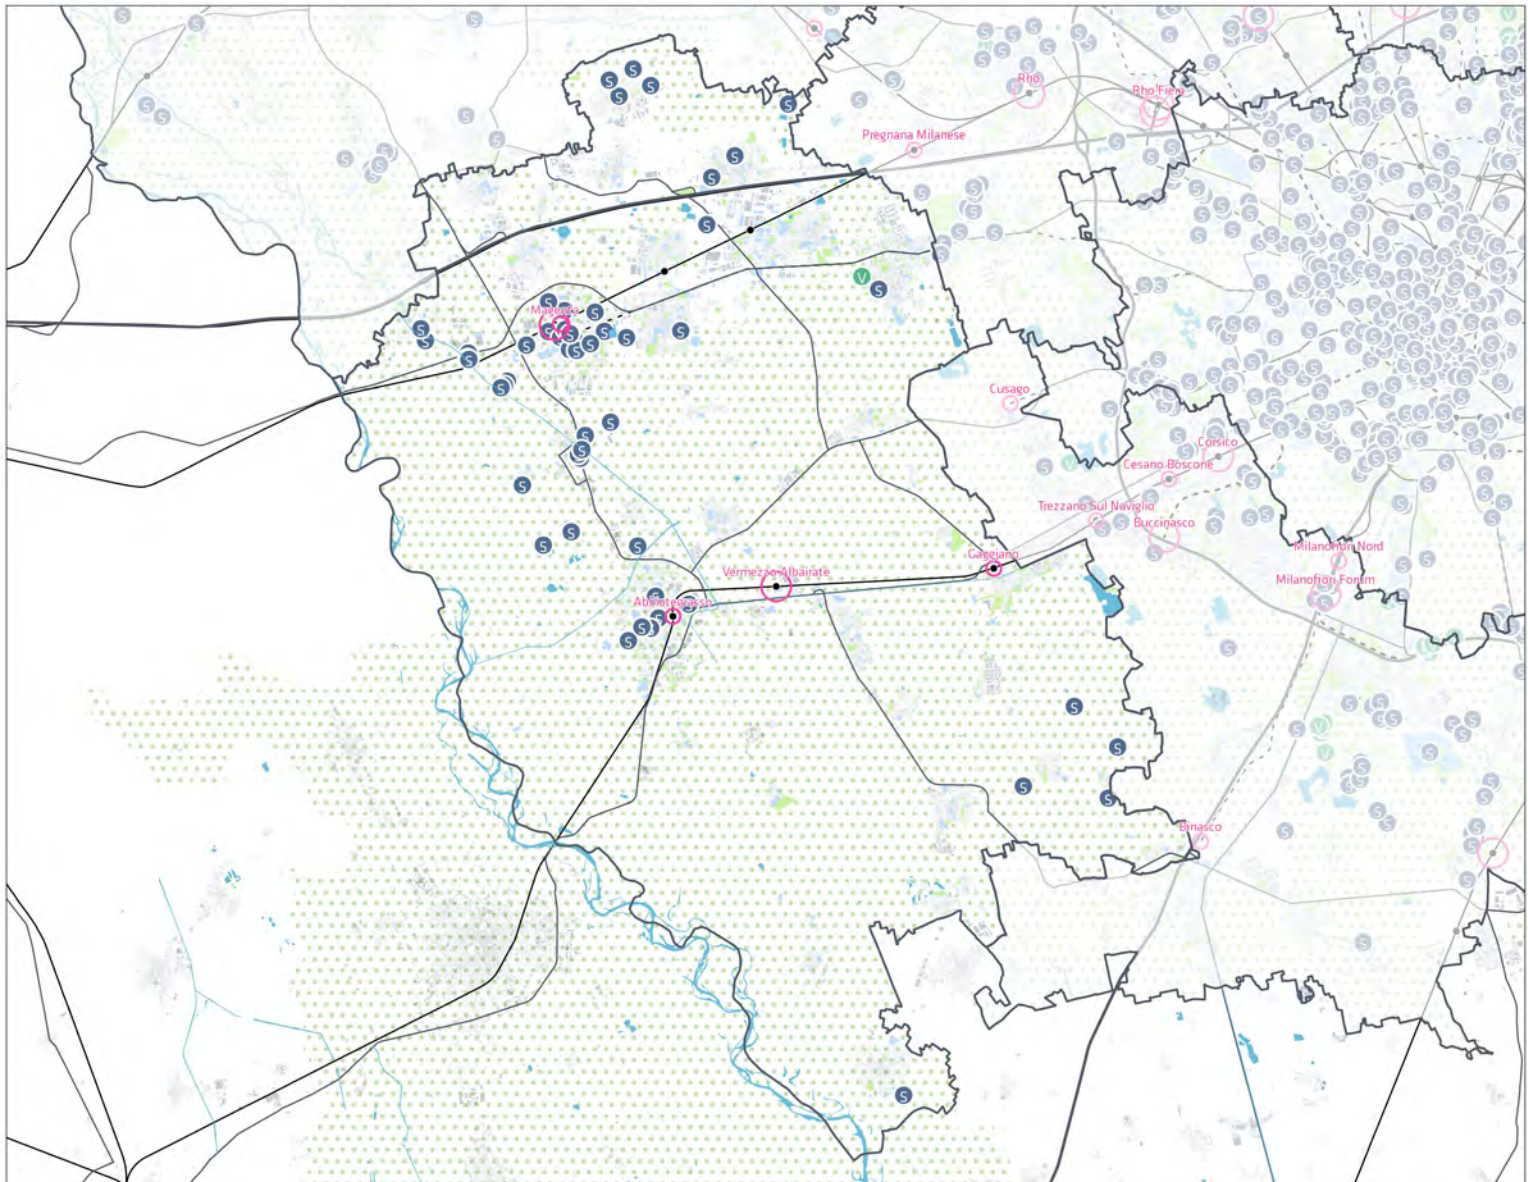 Rho
Rho Fiera
Pregnana Milanese
Magenta
Cusago
Corsico
Cesano Boscone
Trezzano Sul Naviglio
Buccinasco
Milanofiori Nord
Gaggiano
Vermezzo Albairate
Milanofiori Forum
Abbiategrasso
Binasco